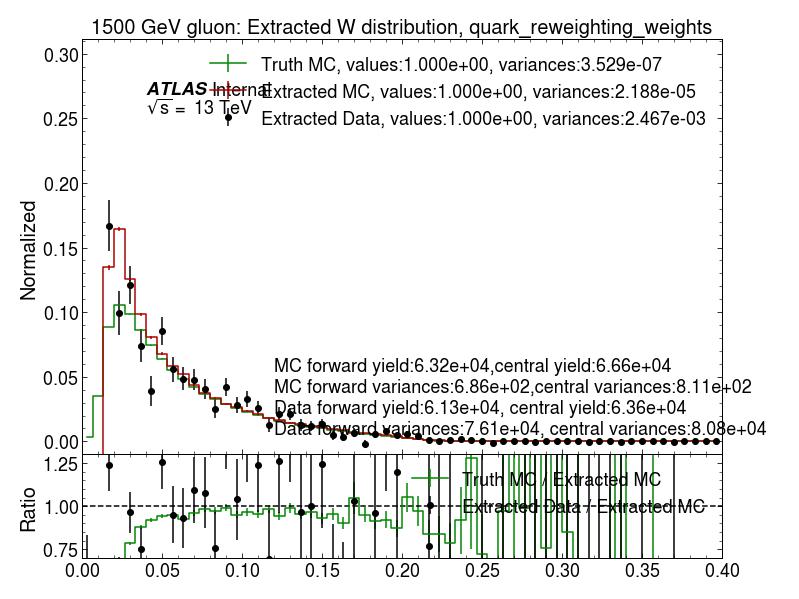 1500 GeV gluon: Extracted W distribution, quark_reweighting_weights
Truth MC, values:1.000e+00, variances:3.529e-07
ATLAS Internal
Extracted MC, values:1.000e+00, variances:2.188e-05
√s = 13 TeV
Extracted Data, values:1.000e+00, variances:2.467e-03
0.30
0.25
0.20
0.15
0.10
0.05
0.00
Normalized
MC forward yield:6.32e+04,central yield:6.66e+04
MC forward variances:6.86e+02,central variances:8.11e+02
Data forward yield:6.13e+04, central yield:6.36e+04
Data forward variances:7.61e+04, central variances:8.08e+04
1.25
1.00
0.75
Ratio
Truth MC / Extracted MC
Extracted Data / Extracted MC
0.00 0.05 0.10 0.15 0.20 0.25 0.30 0.35 0.40